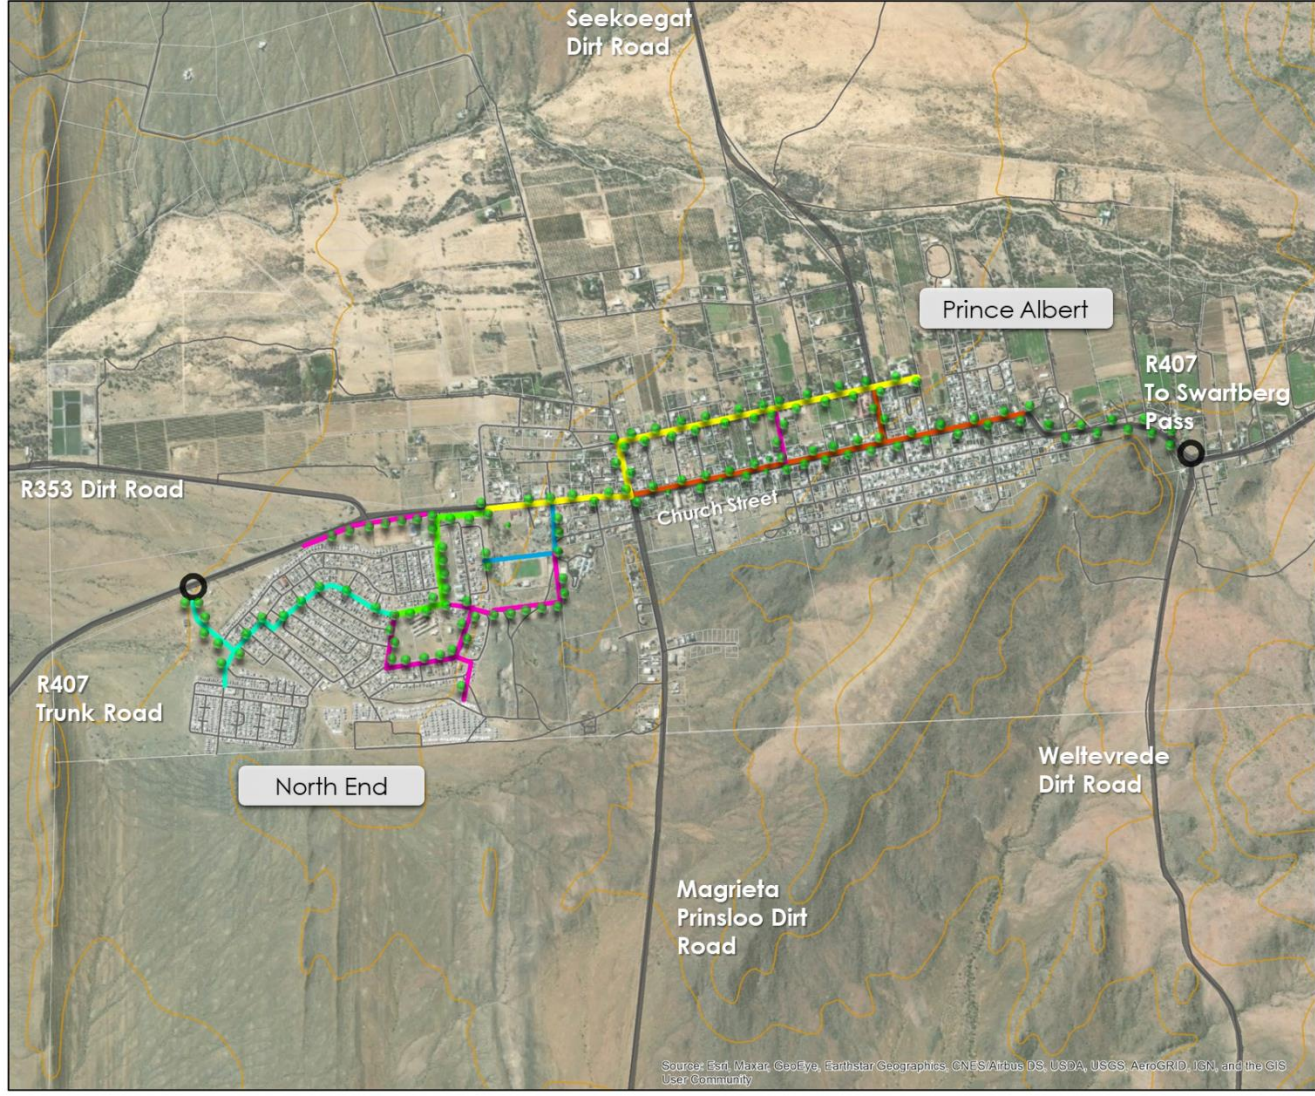 Seekoegat
Dirt Road
Prince Albert
R407
To Swartberg
Pass
R353 Dirt Road
Church Street
R407
Trunk Road
North End
Weltevrede
Dirt Road
Magrieta
Prinsloo Dirt
Road
Source: Esri, Maxar, GeoEye, Earthstar Geographics, CNES/Airbus DS, USDA, USGS, AeroGRID, IGN, and the GIS
User Community